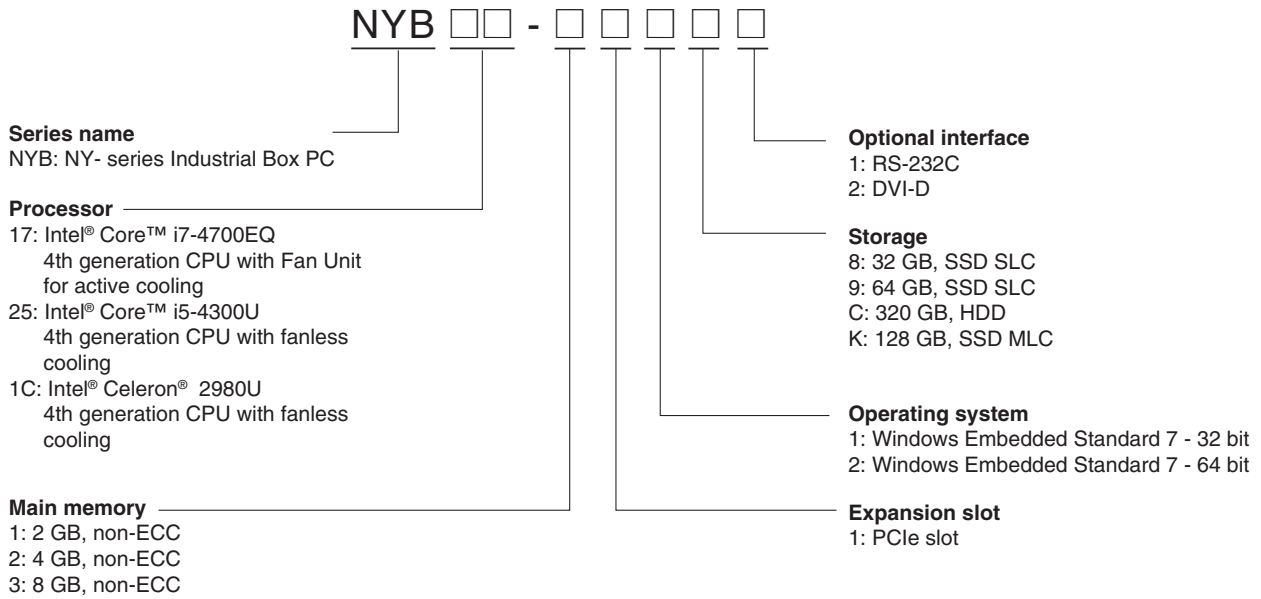 NYB □□ - □ □ □ □ □
Series name
NYB: NY- series Industrial Box PC
Processor
17: Intel® Core™ i7-4700EQ
4th generation CPU with Fan Unit
for active cooling
25: Intel® Core™ i5-4300U
4th generation CPU with fanless
cooling
1C: Intel® Celeron® 2980U
4th generation CPU with fanless
cooling
Main memory
1: 2 GB, non-ECC
2: 4 GB, non-ECC
3: 8 GB, non-ECC
Optional interface
1: RS-232C
2: DVI-D
Storage
8: 32 GB, SSD SLC
9: 64 GB, SSD SLC
C: 320 GB, HDD
K: 128 GB, SSD MLC
Operating system
1: Windows Embedded Standard 7 - 32 bit
2: Windows Embedded Standard 7 - 64 bit
Expansion slot
1: PCIe slot